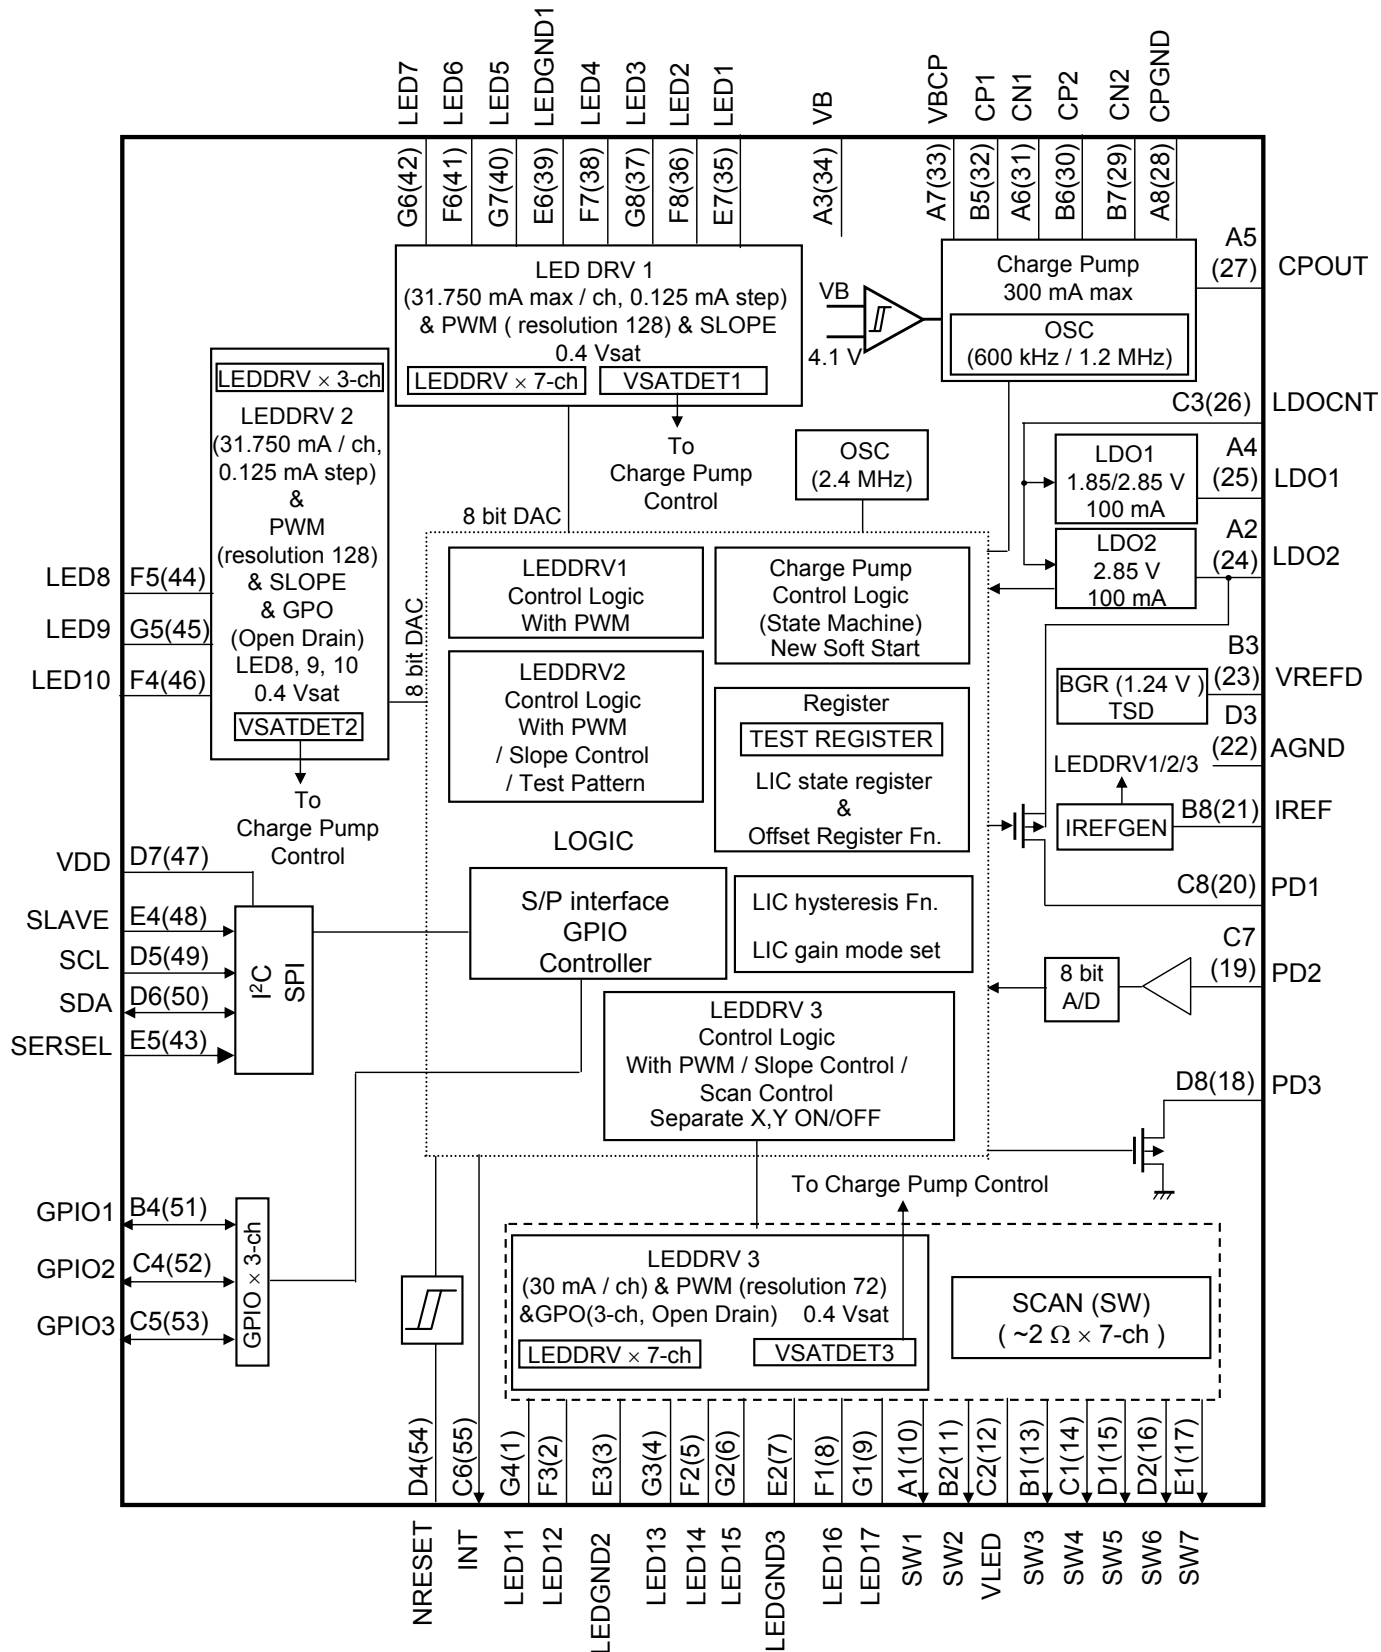 LED7
LED6
LED5
LEDGND1
LED4
LED3
LED2
LED1
VB
VBCP
CP1
CN1
CP2
CN2
CPGND
G6(42)
F6(41)
G7(40)
E6(39)
F7(38)
G8(37)
F8(36)
E7(35)
A3(34)
A7(33)
B5(32)
A6(31)
B6(30)
B7(29)
A8(28)
LED DRV 1
(31.750 mA max / ch, 0.125 mA step)
& PWM ( resolution 128) & SLOPE
0.4 Vsat
LEDDRV × 7-ch
VSATDET1
To
Charge Pump
Control
VB
4.1 V
Charge Pump
300 mA max
OSC
(600 kHz / 1.2 MHz)
A5
(27)
CPOUT
C3(26)
LDOCNT
LDO1
1.85/2.85 V
100 mA
A4
(25)
LDO1
LDO2
2.85 V
100 mA
A2
(24)
LDO2
OSC
(2.4 MHz)
8 bit DAC
LEDDRV × 3-ch
LEDDRV 2
(31.750 mA / ch,
0.125 mA step)
&
PWM
(resolution 128)
& SLOPE
& GPO
(Open Drain)
LED8, 9, 10
0.4 Vsat
VSATDET2
To
Charge Pump
Control
8 bit DAC
LED8
F5(44)
LED9
G5(45)
LED10
F4(46)
LEDDRV1
Control Logic
With PWM
Charge Pump
Control Logic
(State Machine)
New Soft Start
LEDDRV2
Control Logic
With PWM
/ Slope Control
/ Test Pattern
Register
TEST REGISTER
LIC state register
&
Offset Register Fn.
BGR (1.24 V )
TSD
B3
(23)
VREFD
D3
(22)
AGND
LEDDRV1/2/3
IREFGEN
B8(21)
IREF
C8(20)
PD1
LOGIC
S/P interface
GPIO
Controller
LIC hysteresis Fn.
LIC gain mode set
8 bit
A/D
C7
(19)
PD2
VDD
D7(47)
SLAVE
E4(48)
SCL
D5(49)
SDA
D6(50)
SERSEL
E5(43)
I²C
SPI
LEDDRV 3
Control Logic
With PWM / Slope Control /
Scan Control
Separate X,Y ON/OFF
D8(18)
PD3
To Charge Pump Control
GPIO1
B4(51)
GPIO2
C4(52)
GPIO3
C5(53)
GPIO × 3-ch
LEDDRV 3
(30 mA / ch) & PWM (resolution 72)
&GPO(3-ch, Open Drain) 0.4 Vsat
LEDDRV × 7-ch
VSATDET3
SCAN (SW)
( ~2 Ω × 7-ch )
D4(54)
C6(55)
G4(1)
F3(2)
E3(3)
G3(4)
F2(5)
G2(6)
E2(7)
F1(8)
G1(9)
A1(10)
B2(11)
C2(12)
B1(13)
C1(14)
D1(15)
D2(16)
E1(17)
NRESET
INT
LED11
LED12
LEDGND2
LED13
LED14
LED15
LEDGND3
LED16
LED17
SW1
SW2
VLED
SW3
SW4
SW5
SW6
SW7